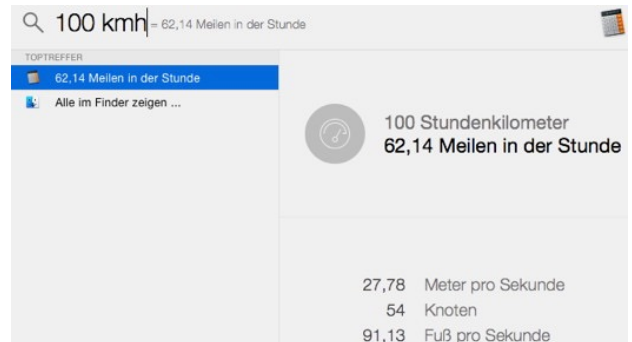 100 kmh = 62,14 Meilen in der Stunde
TOPTREFFER
62,14 Meilen in der Stunde
Alle im Finder zeigen ...
100 Stundenkilometer
62,14 Meilen in der Stunde
27,78 Meter pro Sekunde
54 Knoten
91,13 Fuß pro Sekunde